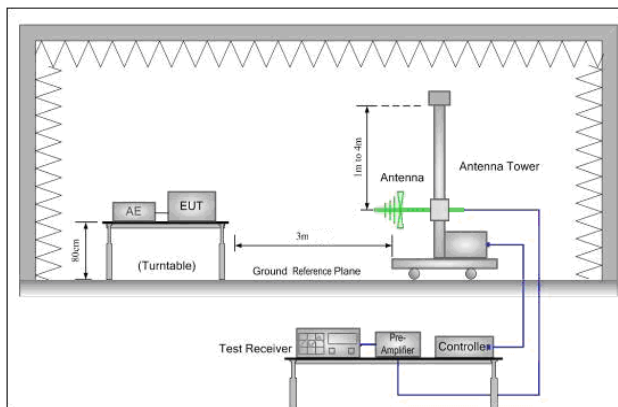 1m to 4m
Antenna
Antenna Tower
AE
EUT
80cm
(Turntable)
3m
Ground Reference Plane
Test Receiver
Pre-
Amplifier
Controller